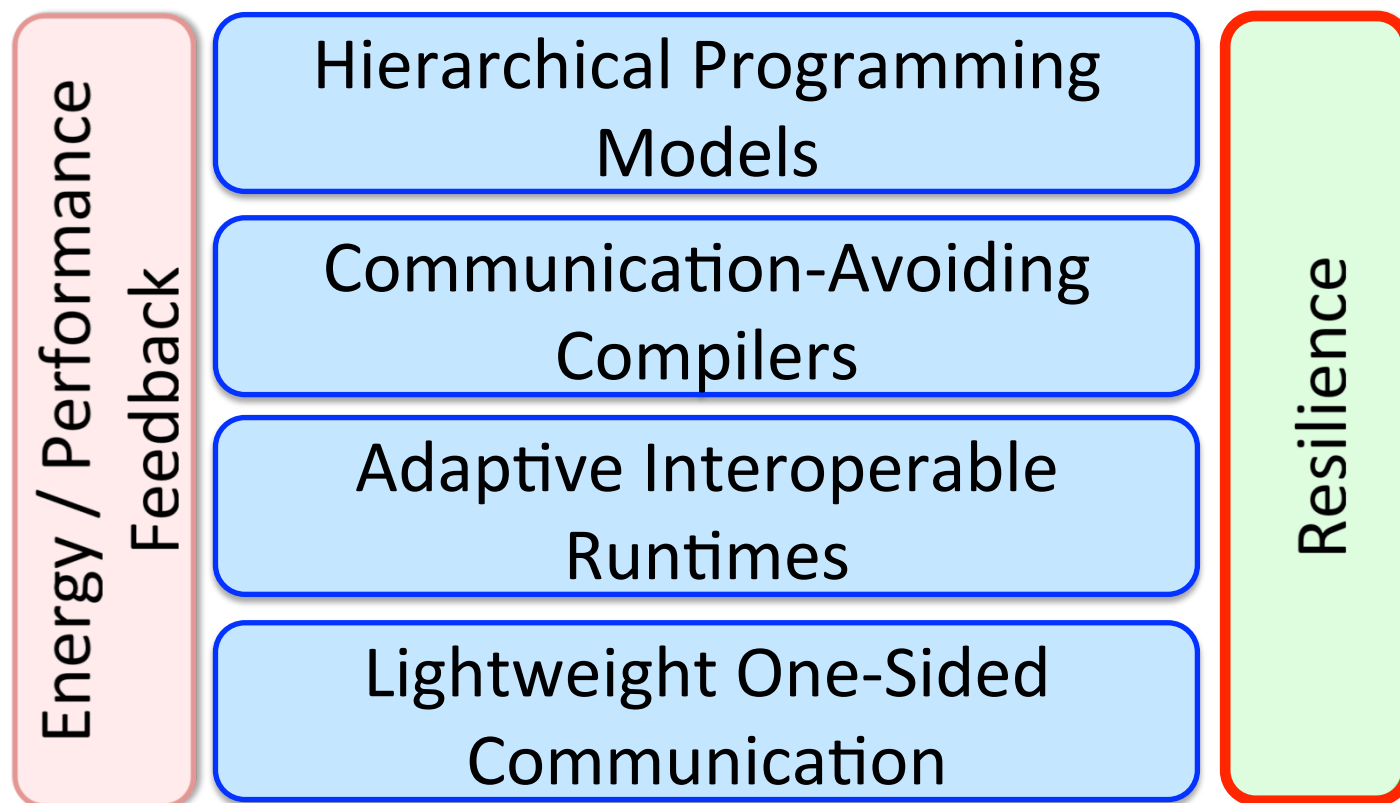 Energy / Performance
Feedback
Hierarchical Programming
Models
Communication-Avoiding
Compilers
Adaptive Interoperable
Runtimes
Lightweight One-Sided
Communication
Resilience